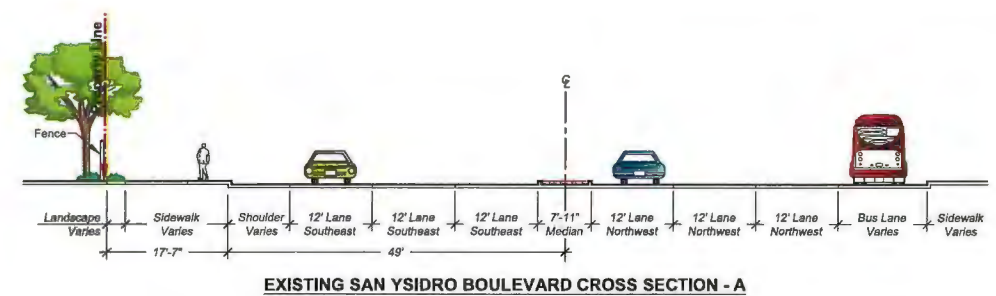 Property Line
Fence
℄
Landscape Varies
Sidewalk Varies
Shoulder Varies
12' Lane Southeast
12' Lane Southeast
12' Lane Southeast
7'-11" Median
12' Lane Northwest
12' Lane Northwest
12' Lane Northwest
Bus Lane Varies
Sidewalk Varies
17'-7"
49'
EXISTING SAN YSIDRO BOULEVARD CROSS SECTION - A